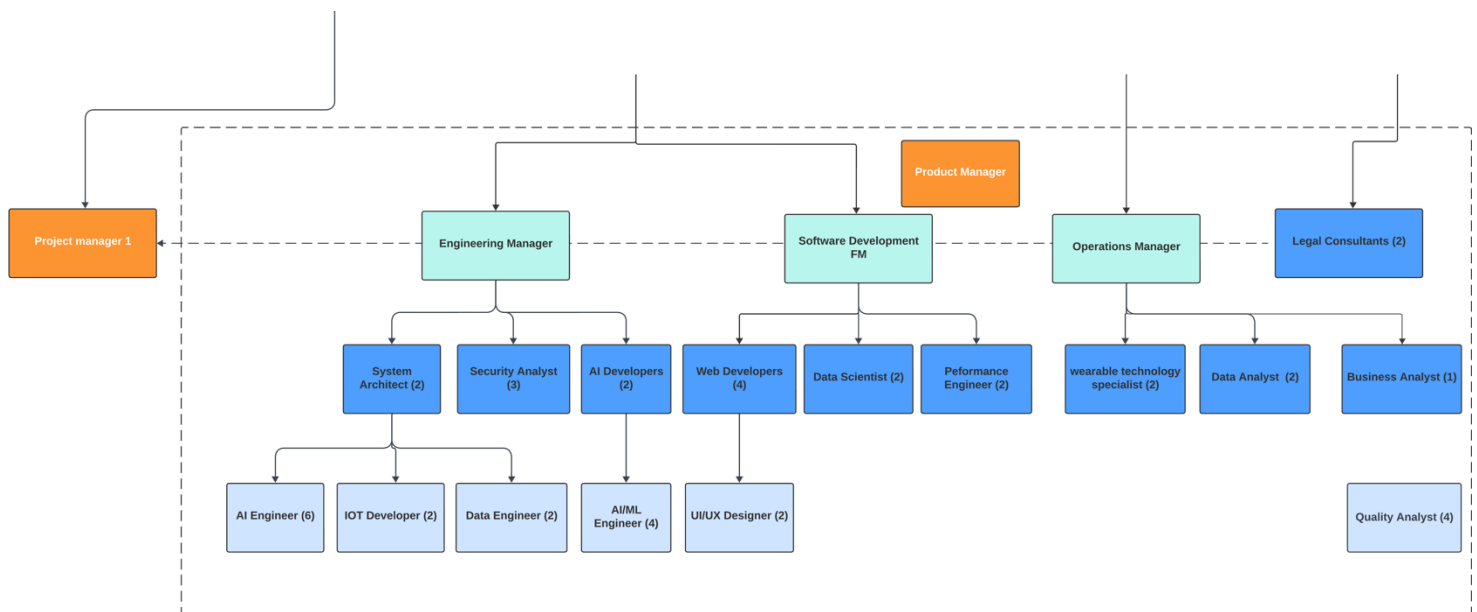 Product Manager
Project manager 1
Engineering Manager
Software Development
FM
Operations Manager
Legal Consultants (2)
System
Architect (2)
Security Analyst
(3)
AI Developers
(2)
Web Developers
(4)
Data Scientist (2)
Peformance
Engineer (2)
wearable technology
specialist (2)
Data Analyst (2)
Business Analyst (1)
AI Engineer (6)
IOT Developer (2)
Data Engineer (2)
AI/ML
Engineer (4)
UI/UX Designer (2)
Quality Analyst (4)